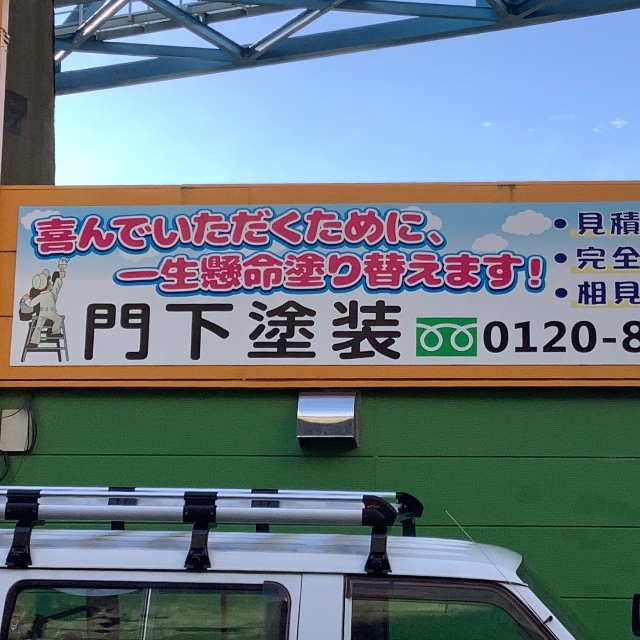 喜んでいただくために、
一生懸命塗り替えます!
門下塗装
0120-8
・見積
・完全
・相見